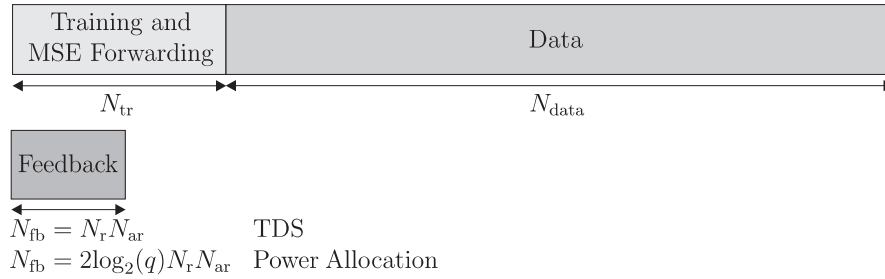 Training and
MSE Forwarding
Data
N_tr
N_data
Feedback
N_fb = N_r N_ar TDS
N_fb = 2log_2(q)N_r N_ar Power Allocation